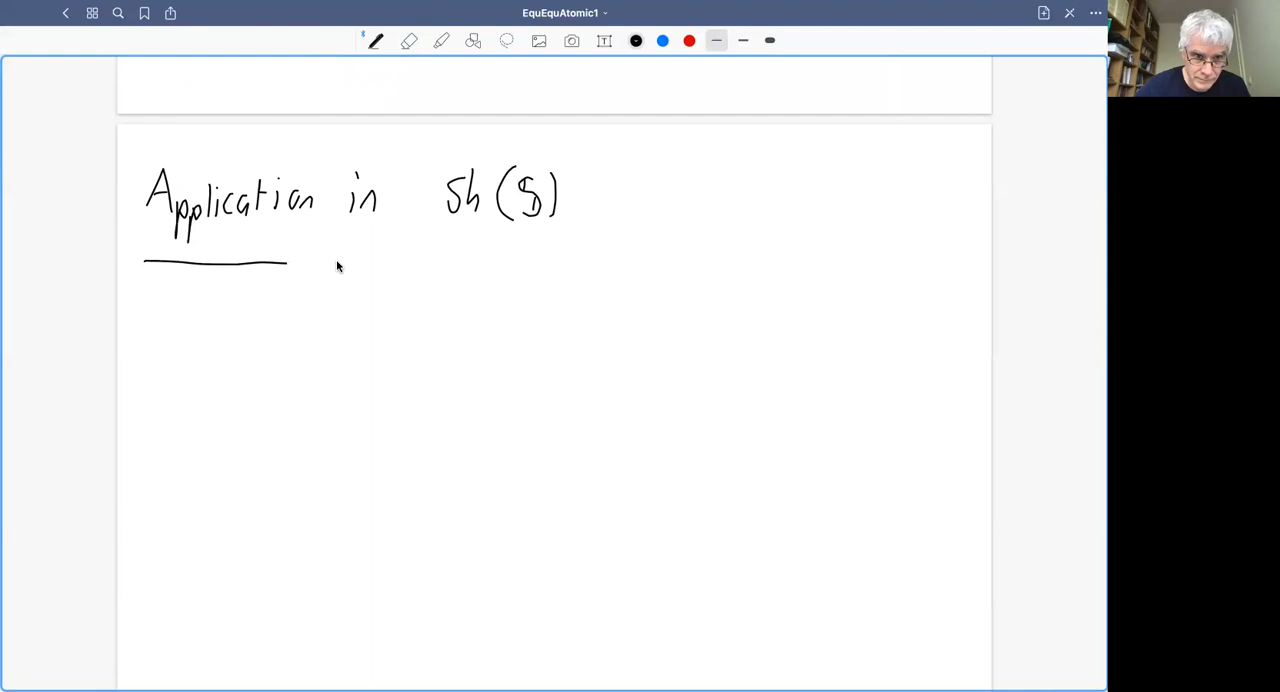 EquEquAtomic1
Application in Sh(𝕊)